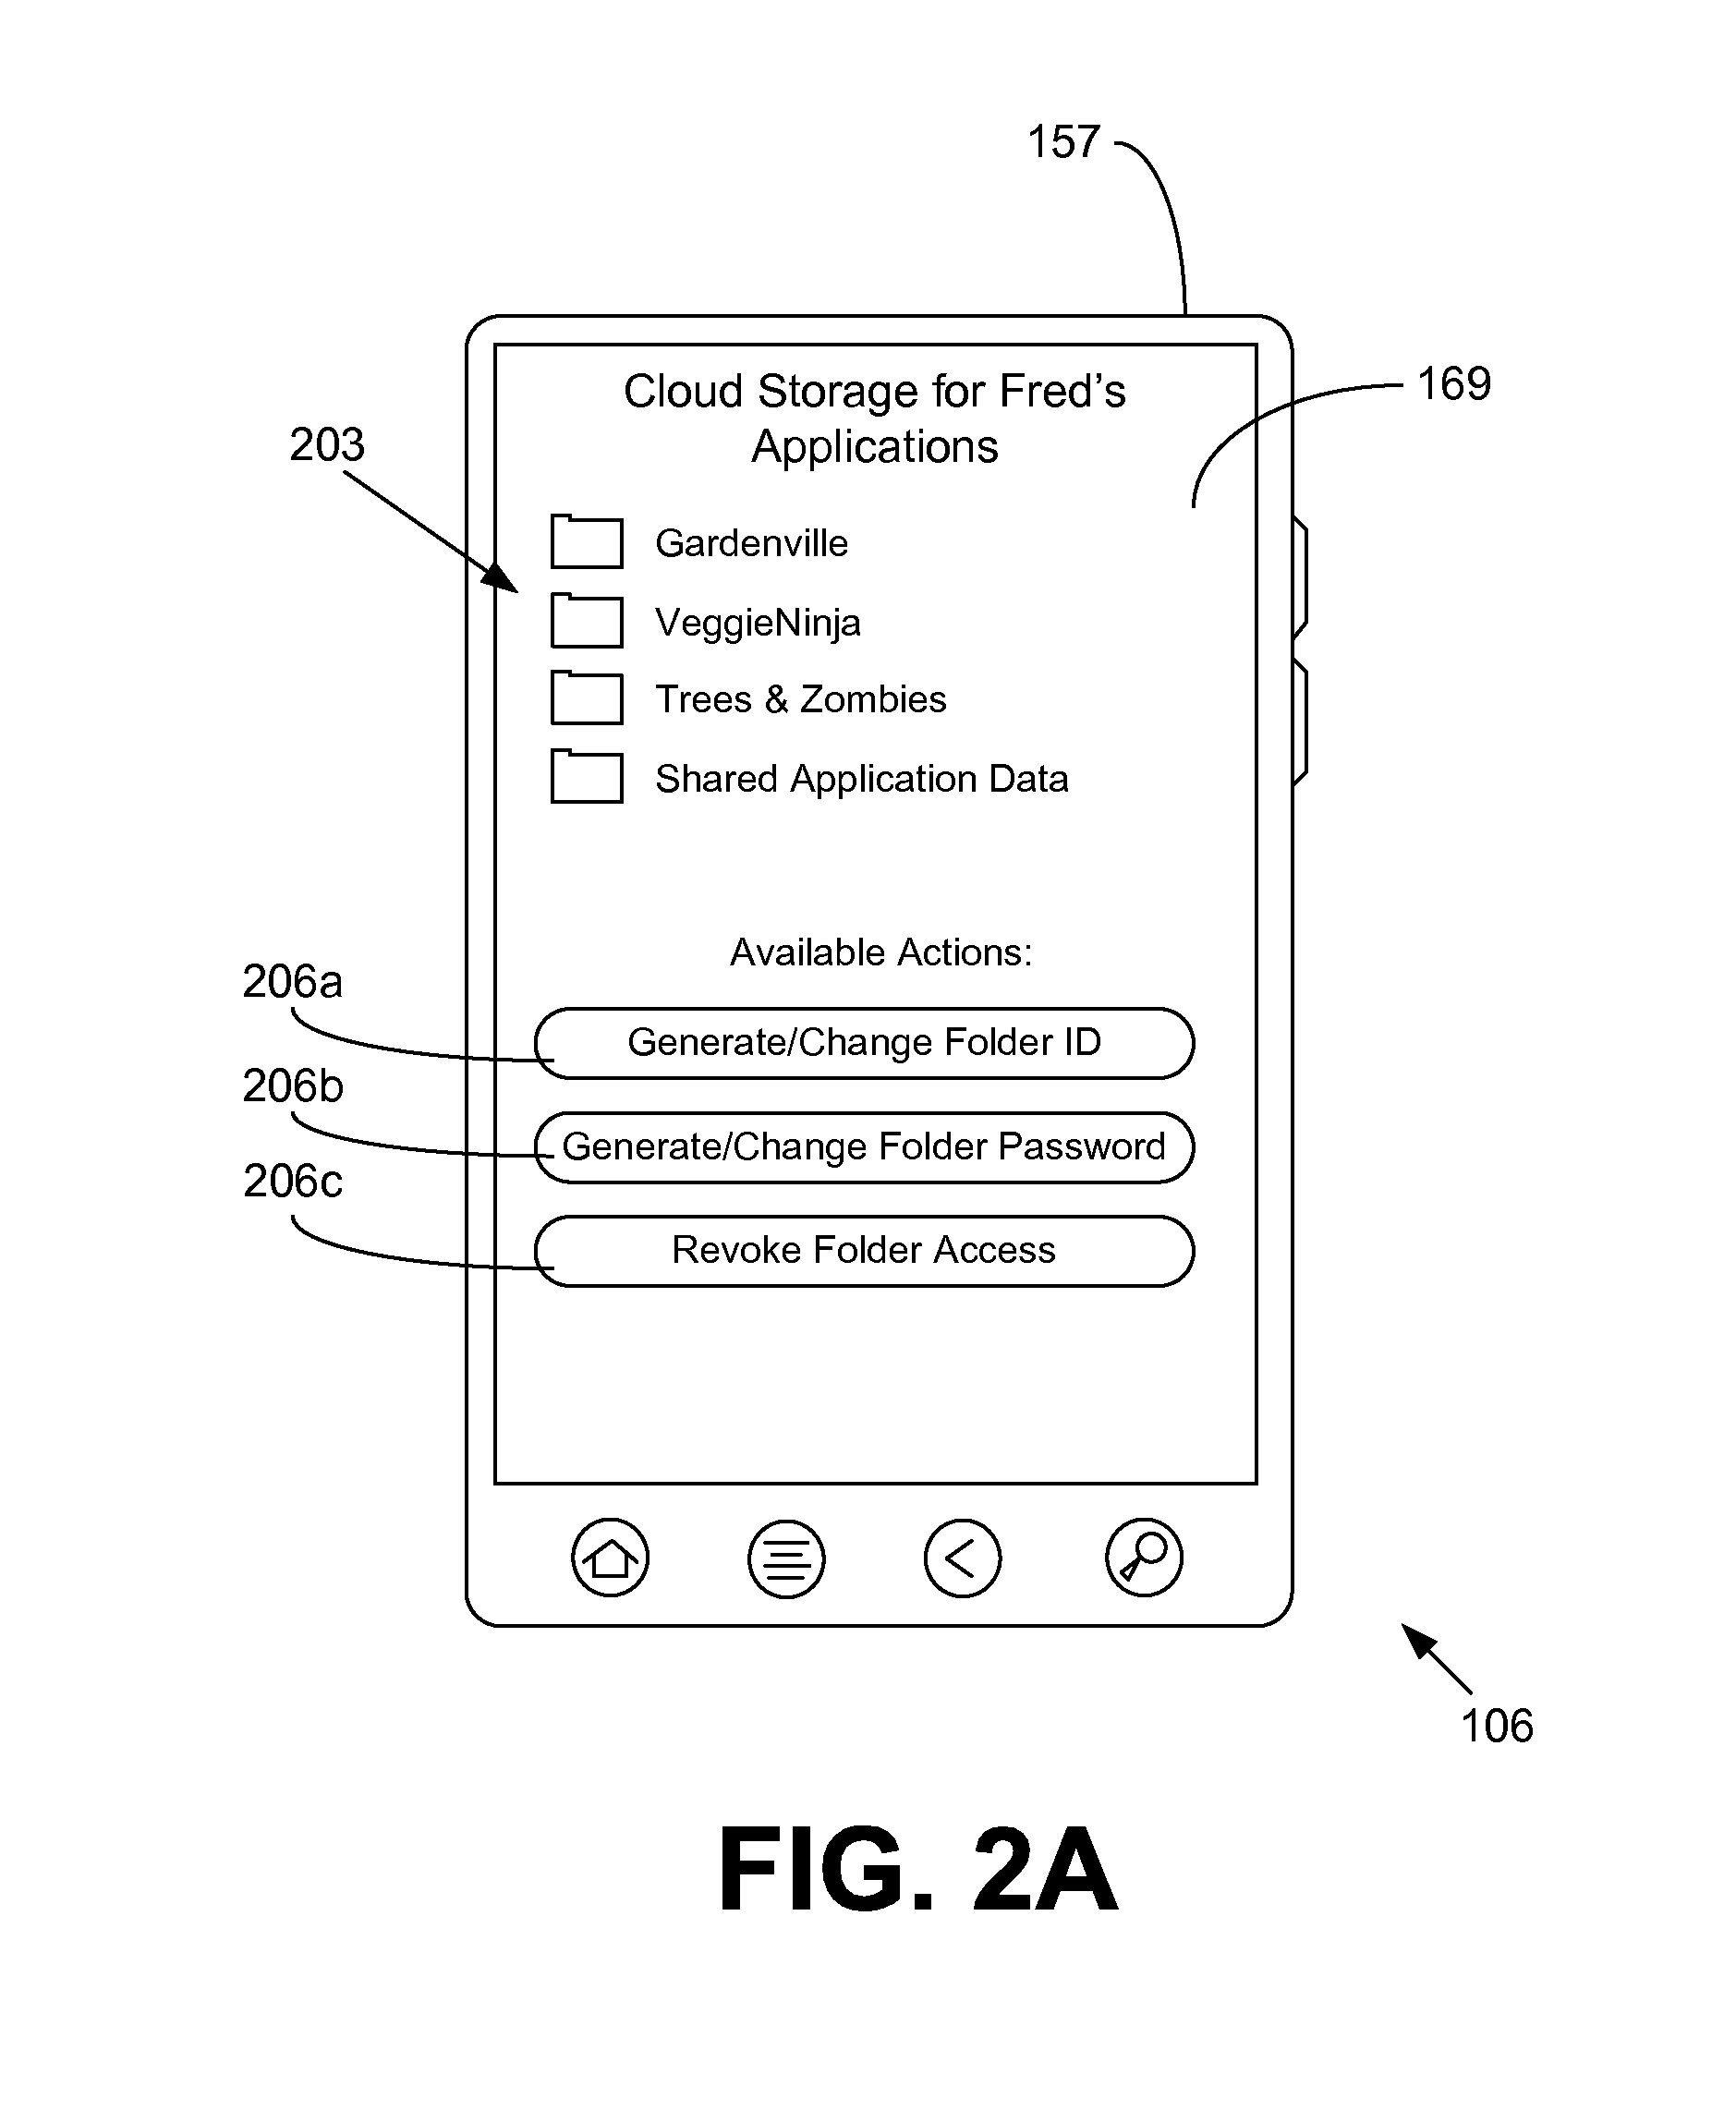 157
Cloud Storage for Fred’s
Applications
169
203
Gardenville
VeggieNinja
Trees & Zombies
Shared Application Data
Available Actions:
206a
Generate/Change Folder ID
206b
Generate/Change Folder Password
206c
Revoke Folder Access
106
FIG. 2A